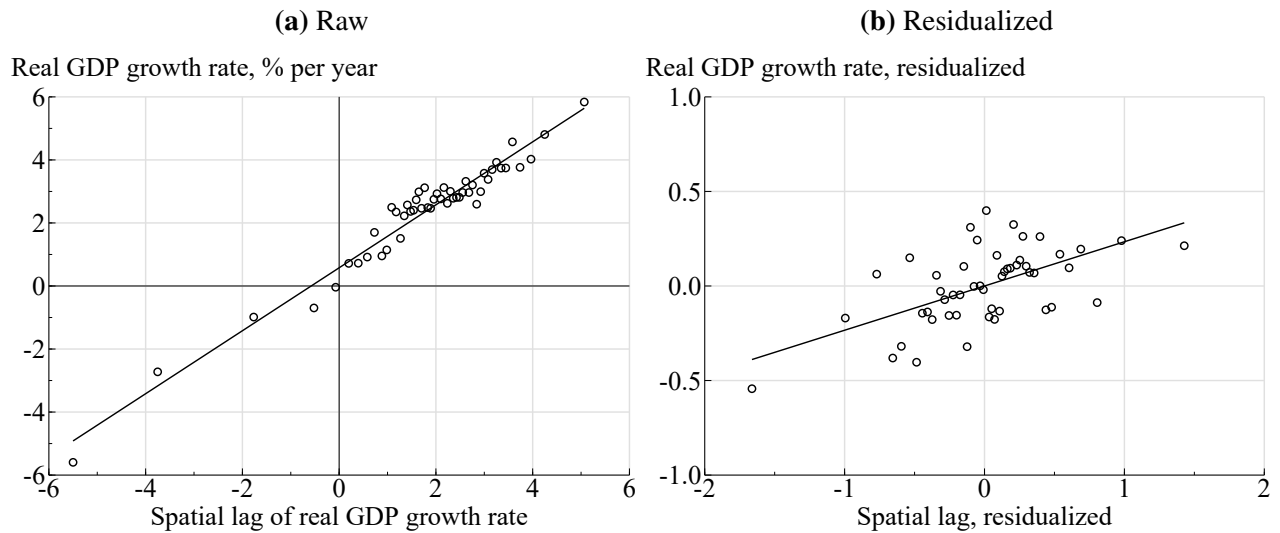 (a) Raw
Real GDP growth rate, % per year
6
4
2
0
-2
-4
-6
-6 -4 -2 0 2 4 6
Spatial lag of real GDP growth rate
(b) Residualized
Real GDP growth rate, residualized
1.0
0.5
0.0
-0.5
-1.0
-2 -1 0 1 2
Spatial lag, residualized